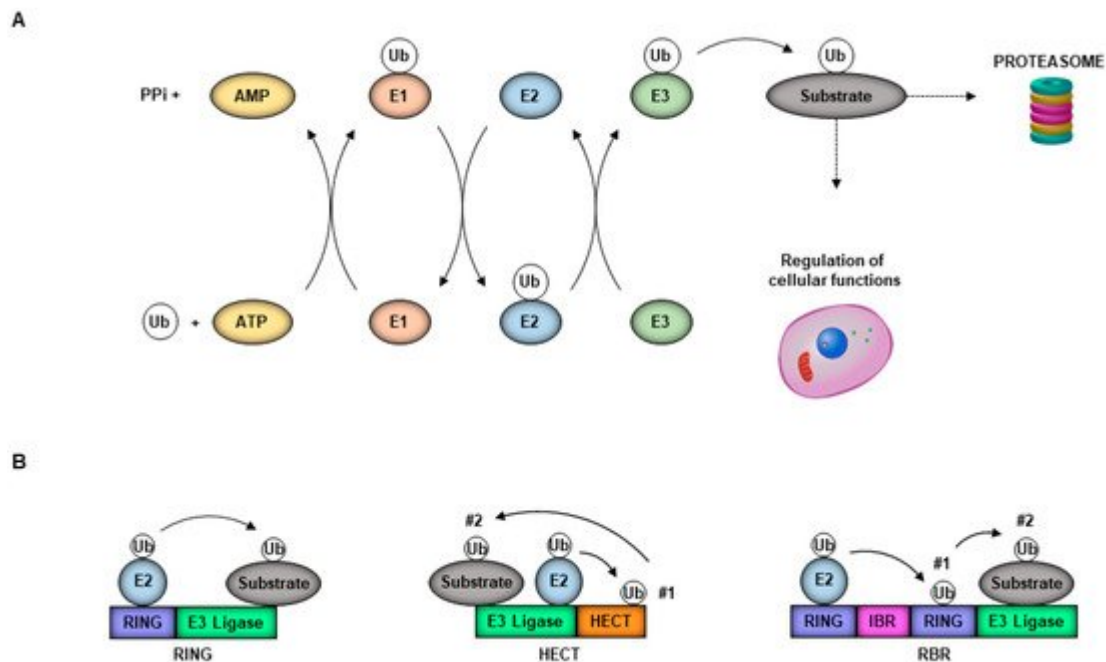 A
Ub Ub Ub
PROTEASOME
PPi + AMP E1 E2 E3 Substrate
Ub
Regulation of
cellular functions
Ub + ATP E1 E2 E3
B
#2 #2
Ub Ub Ub Ub Ub #1 Ub
E2 Substrate Substrate E2 Ub #1 E2 Ub Substrate
RING E3 Ligase E3 Ligase HECT RING IBR RING E3 Ligase
RING HECT RBR